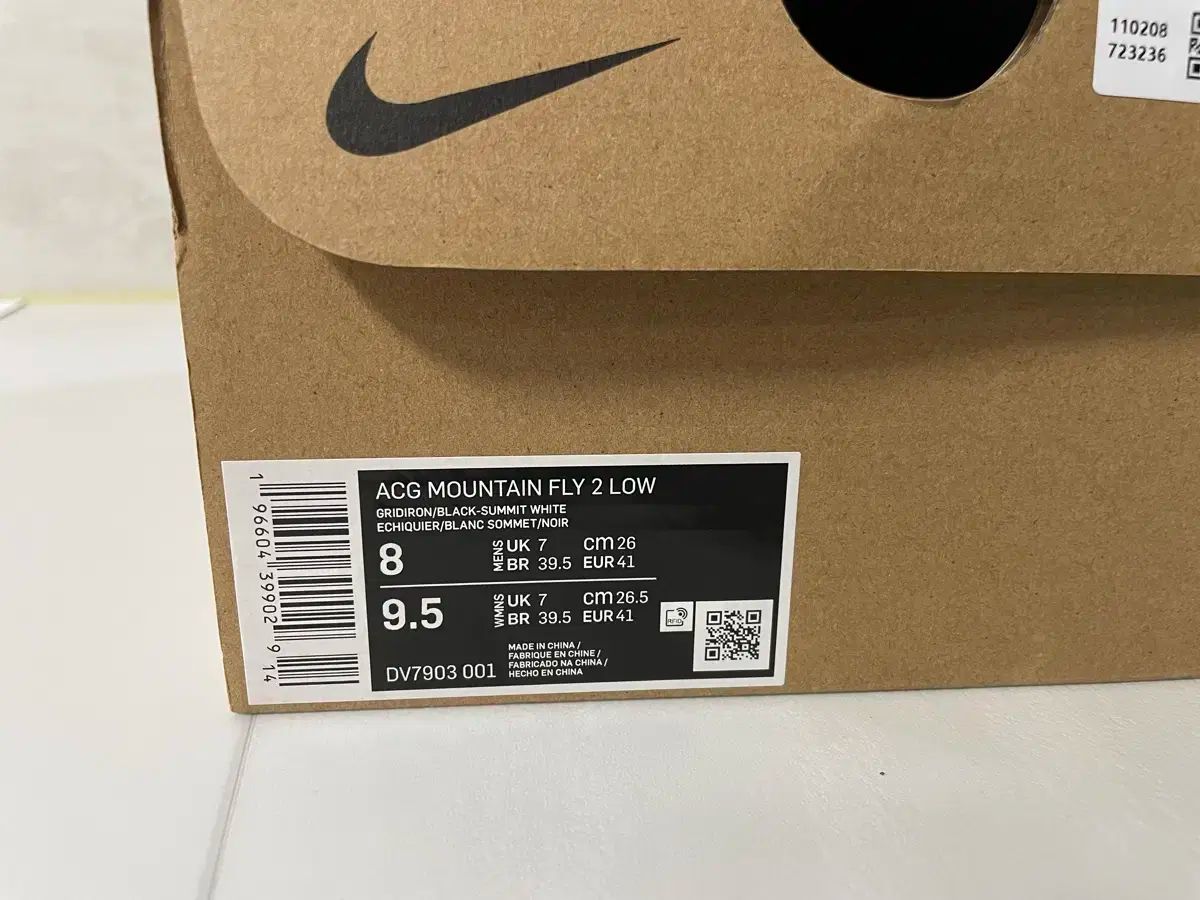 110208
723236
ACG MOUNTAIN FLY 2 LOW
GRIDIRON/BLACK-SUMMIT WHITE
ECHIQUIER/BLANC SOMMET/NOIR
8 MENS UK 7 cm 26
BR 39.5 EUR 41
9.5 WMNS UK 7 cm 26.5
BR 39.5 EUR 41
RFID
DV7903 001
MADE IN CHINA /
FABRIQUE EN CHINE /
FABRICADO NA CHINA /
HECHO EN CHINA
1 96604 39902 9 14